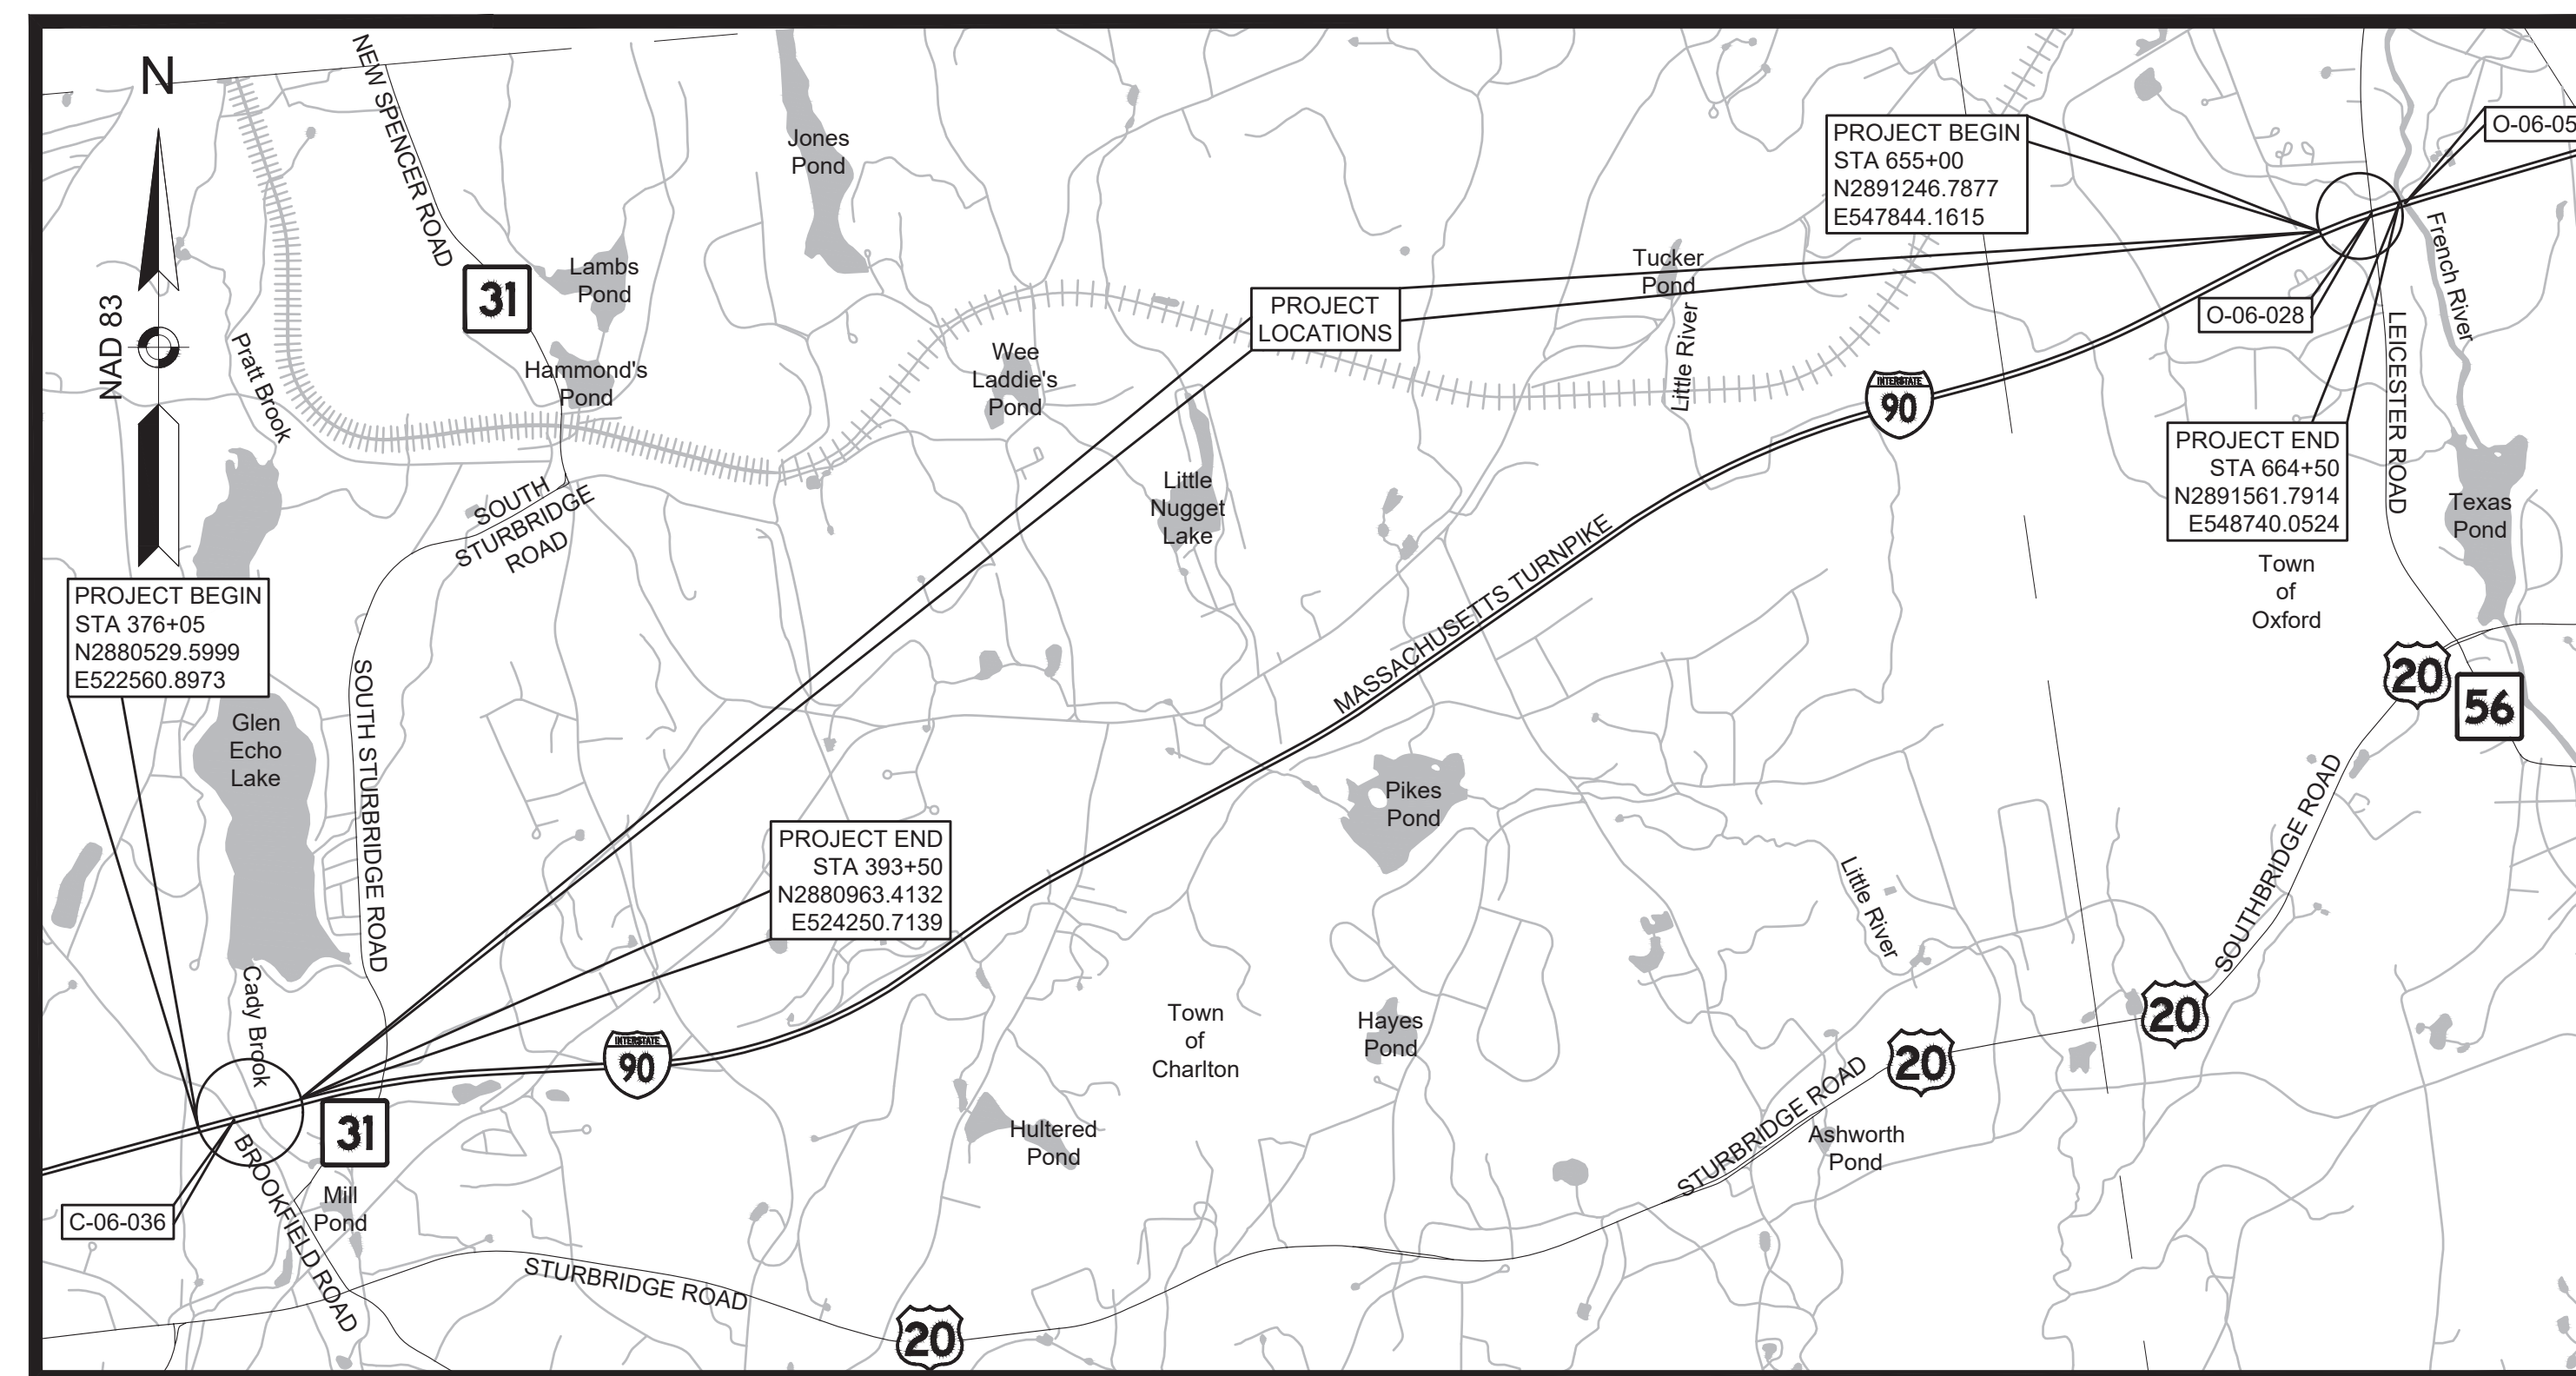 N
NAD 83
NEW SPENCER ROAD
31
Jones
Pond
Lambs
Pond
Hammond's
Pond
Pratt Brook
SOUTH
STURBRIDGE
ROAD
Wee
Laddie's
Pond
PROJECT
LOCATIONS
Little
Nugget
Lake
Tucker
Pond
Little River
PROJECT BEGIN
STA 655+00
N2891246.7877
E547844.1615
O-06-05
O-06-028
French River
LEICESTER ROAD
INTERSTATE
90
PROJECT END
STA 664+50
N2891561.7914
E548740.0524
Town
of
Oxford
Texas
Pond
20
56
MASSACHUSETTS TURNPIKE
PROJECT BEGIN
STA 376+05
N2880529.5999
E522560.8973
Glen
Echo
Lake
SOUTH STURBRIDGE ROAD
PROJECT END
STA 393+50
N2880963.4132
E524250.7139
Pikes
Pond
Little River
SOUTHBRIDGE ROAD
20
20
Cady Brook
INTERSTATE
90
Town
of
Charlton
Hayes
Pond
31
Hultered
Pond
STURBRIDGE ROAD
Ashworth
Pond
C-06-036
BROOKFIELD ROAD
Mill
Pond
STURBRIDGE ROAD
20